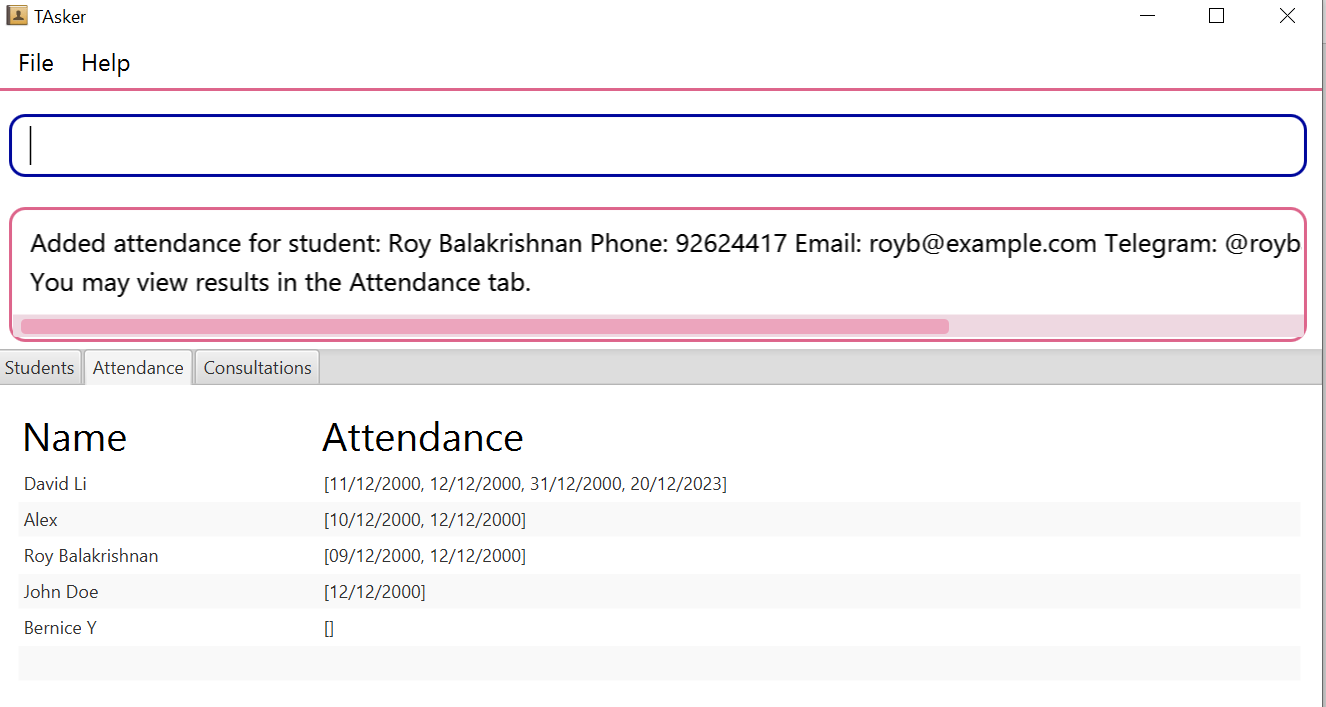 TAsker
File Help
Added attendance for student: Roy Balakrishnan Phone: 92624417 Email: royb@example.com Telegram: @royb
You may view results in the Attendance tab.
Students Attendance Consultations
Name Attendance
David Li [11/12/2000, 12/12/2000, 31/12/2000, 20/12/2023]
Alex [10/12/2000, 12/12/2000]
Roy Balakrishnan [09/12/2000, 12/12/2000]
John Doe [12/12/2000]
Bernice Y []